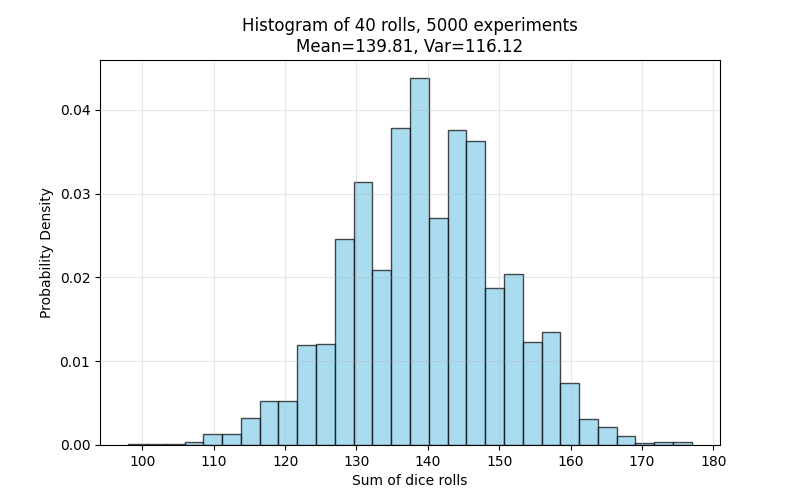 Histogram of 40 rolls, 5000 experiments
Mean=139.81, Var=116.12
0.04
0.03
0.02
0.01
0.00
Probability Density
100 110 120 130 140 150 160 170 180
Sum of dice rolls